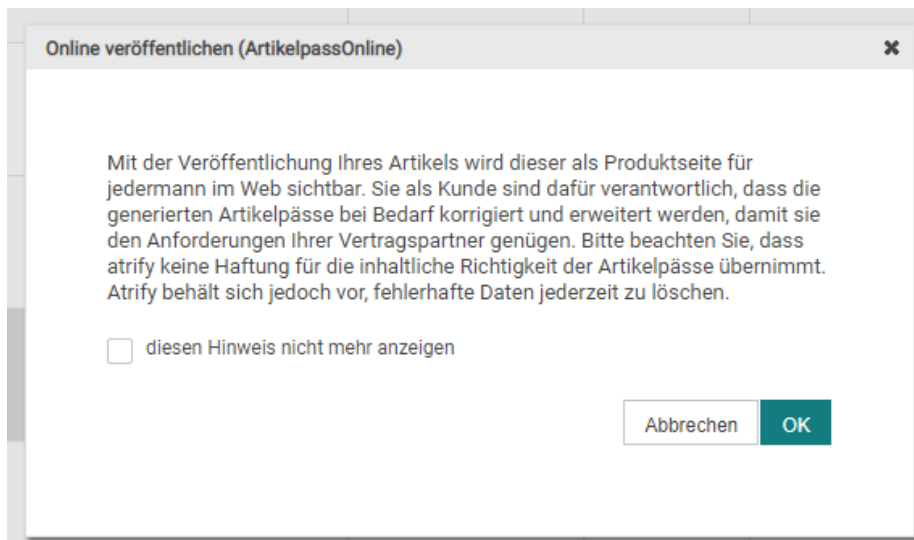 Online veröffentlichen (ArtikelpassOnline)
Mit der Veröffentlichung Ihres Artikels wird dieser als Produktseite für
jedermann im Web sichtbar. Sie als Kunde sind dafür verantwortlich, dass die
generierten Artikelpässe bei Bedarf korrigiert und erweitert werden, damit sie
den Anforderungen Ihrer Vertragspartner genügen. Bitte beachten Sie, dass
atrify keine Haftung für die inhaltliche Richtigkeit der Artikelpässe übernimmt.
Atrify behält sich jedoch vor, fehlerhafte Daten jederzeit zu löschen.
diesen Hinweis nicht mehr anzeigen
Abbrechen OK